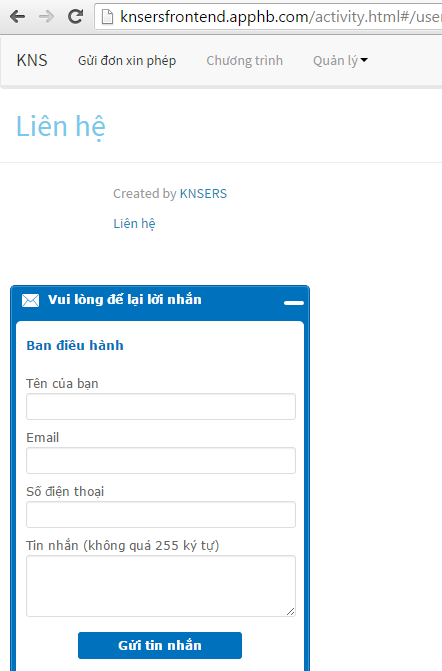 knsersfrontend.apphb.com/activity.html#/use
KNS Gửi đơn xin phép Chương trình Quản lý
Liên hệ
Created by KNSERS
Liên hệ
Vui lòng để lại lời nhắn
Ban điều hành
Tên của bạn
Email
Số điện thoại
Tin nhắn (không quá 255 ký tự)
Gửi tin nhắn